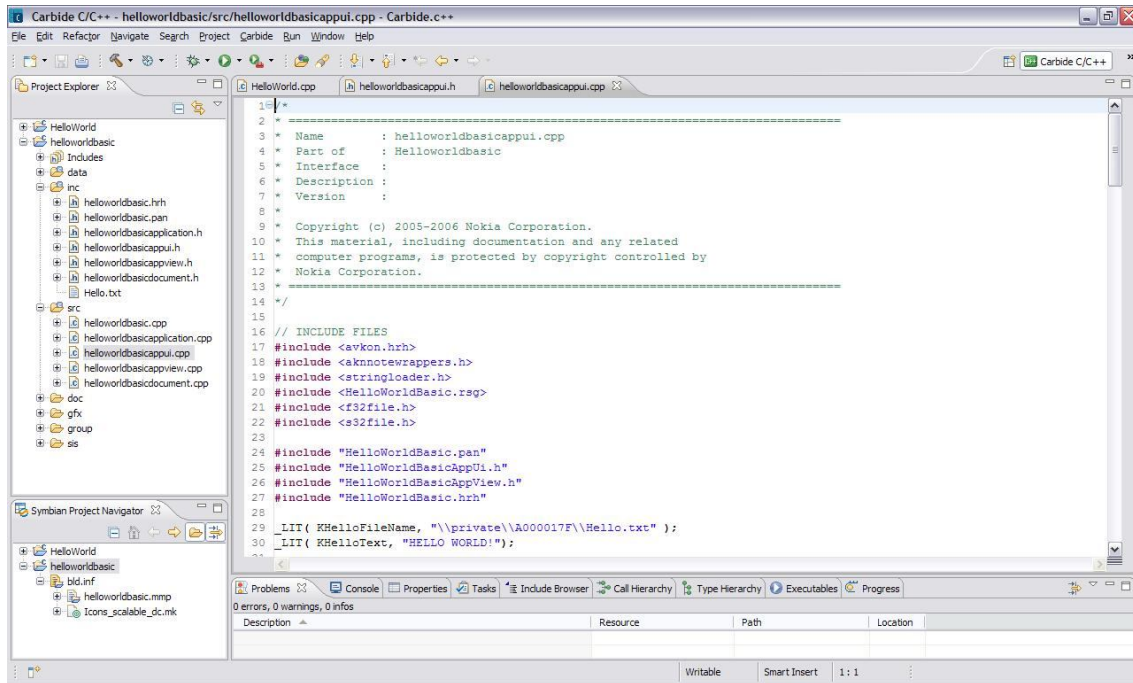 Carbide C/C++ - helloworldbasic/src/helloworldbasicappui.cpp - Carbide.c++
File Edit Refactor Navigate Search Project Carbide Run Window Help
Carbide C/C++
Project Explorer
HelloWorld
helloworldbasic
Includes
data
inc
helloworldbasic.hrh
helloworldbasic.pan
helloworldbasicapplication.h
helloworldbasicappui.h
helloworldbasicappview.h
helloworldbasicdocument.h
Hello.txt
src
helloworldbasic.cpp
helloworldbasicapplication.cpp
helloworldbasicappui.cpp
helloworldbasicappview.cpp
helloworldbasicdocument.cpp
doc
gfx
group
sis
Symbian Project Navigator
HelloWorld
helloworldbasic
bld.inf
helloworldbasic.mmp
Icons_scalable_dc.mk
HelloWorld.cpp helloworldbasicappui.h helloworldbasicappui.cpp
1 /*
2 * ==============================================================================
3 * Name : helloworldbasicappui.cpp
4 * Part of : Helloworldbasic
5 * Interface :
6 * Description :
7 * Version :
8 *
9 * Copyright (c) 2005-2006 Nokia Corporation.
10 * This material, including documentation and any related
11 * computer programs, is protected by copyright controlled by
12 * Nokia Corporation.
13 * ==============================================================================
14 */
15
16 // INCLUDE FILES
17 #include <avkon.hrh>
18 #include <aknnotewrappers.h>
19 #include <stringloader.h>
20 #include <HelloWorldBasic.rsg>
21 #include <f32file.h>
22 #include <s32file.h>
23
24 #include "HelloWorldBasic.pan"
25 #include "HelloWorldBasicAppUi.h"
26 #include "HelloWorldBasicAppView.h"
27 #include "HelloWorldBasic.hrh"
28
29 _LIT( KHelloFileName, "\\private\\A000017F\\Hello.txt" );
30 _LIT( KHelloText, "HELLO WORLD!");
Problems Console Properties Tasks Include Browser Call Hierarchy Type Hierarchy Executables Progress
0 errors, 0 warnings, 0 infos
Description Resource Path Location
Writable Smart Insert 1 : 1